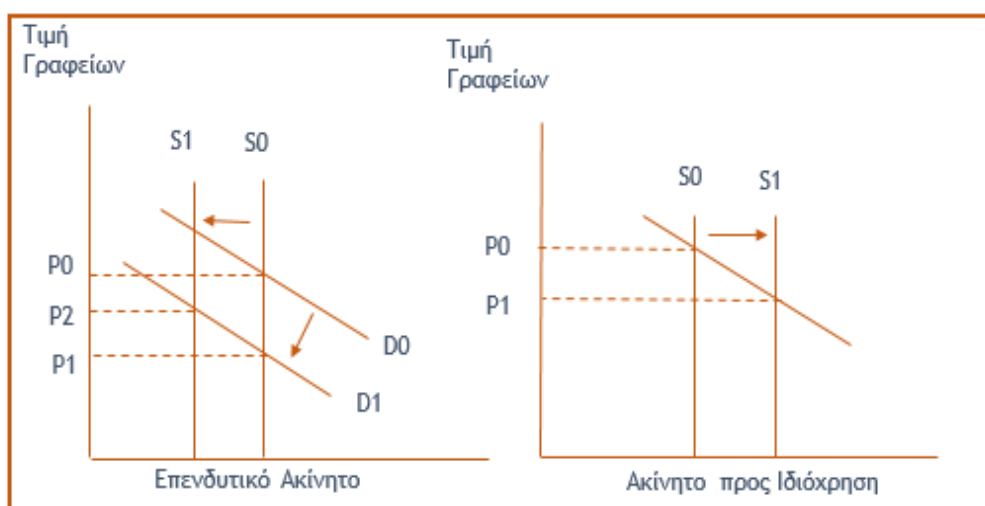 Τιμή
Γραφείων
S1 S0
P0
P2
P1
D0
D1
Επενδυτικό Ακίνητο
Τιμή
Γραφείων
S0 S1
P0
P1
Ακίνητο προς Ιδιόχρηση